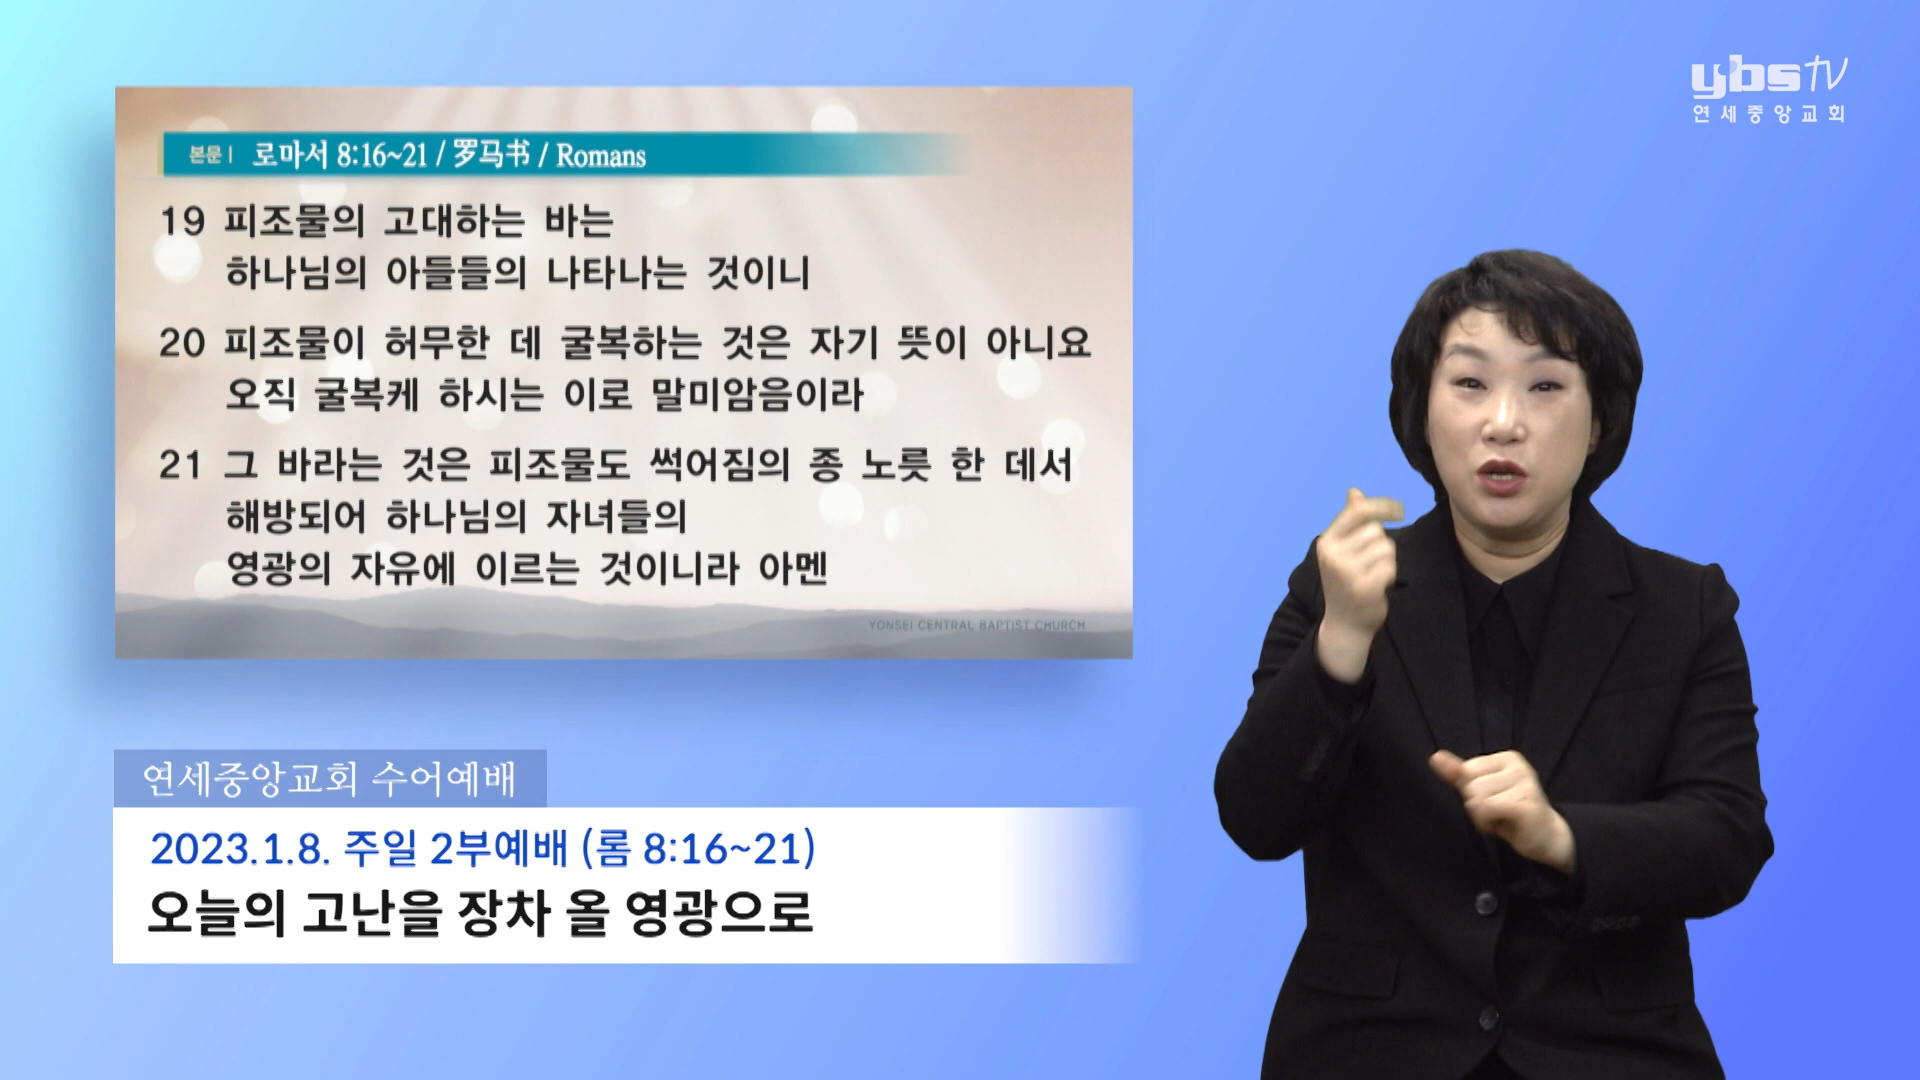 ybs TV
연세중앙교회
본문 | 로마서 8:16~21 / 罗马书 / Romans
19 피조물의 고대하는 바는
하나님의 아들들의 나타나는 것이니
20 피조물이 허무한 데 굴복하는 것은 자기 뜻이 아니요
오직 굴복케 하시는 이로 말미암음이라
21 그 바라는 것은 피조물도 썩어짐의 종 노릇 한 데서
해방되어 하나님의 자녀들의
영광의 자유에 이르는 것이니라 아멘
YONSEI CENTRAL BAPTIST CHURCH
연세중앙교회 수어예배
2023.1.8. 주일 2부예배 (롬 8:16~21)
오늘의 고난을 장차 올 영광으로